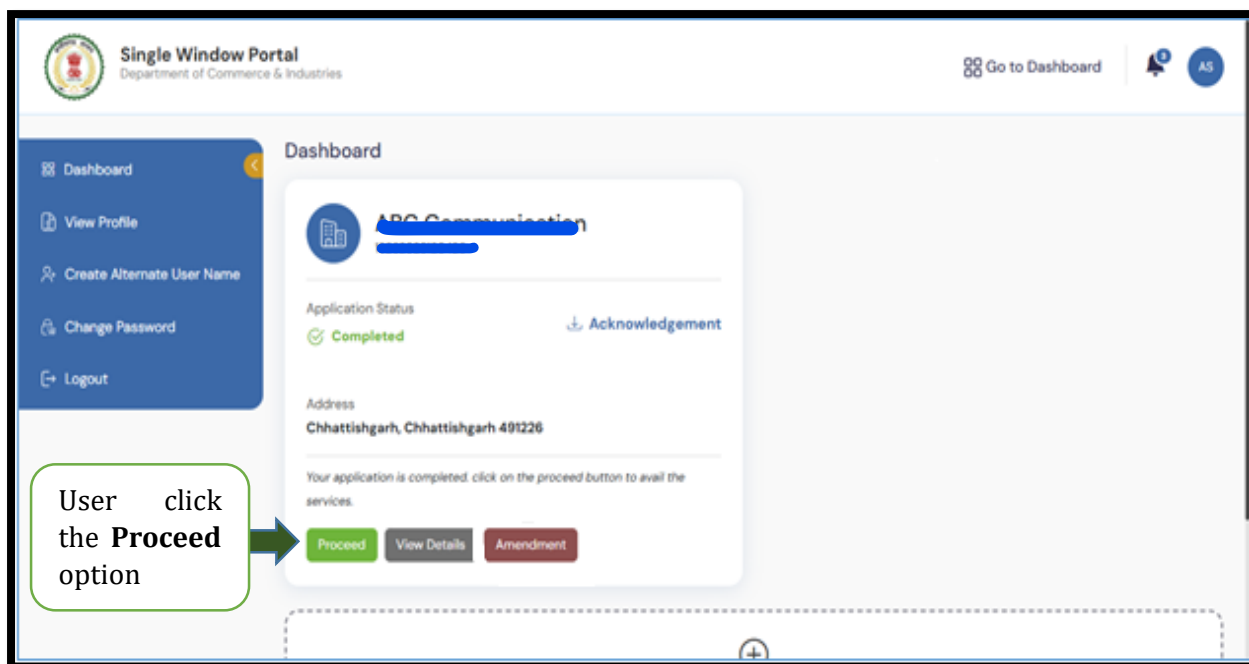 Single Window Portal
Department of Commerce & Industries
Go to Dashboard
3
AS
Dashboard
View Profile
Create Alternate User Name
Change Password
Logout
Dashboard
Application Status
Completed
Acknowledgement
Address
Chhattishgarh, Chhattishgarh 491226
Your application is completed. click on the proceed button to avail the
services.
Proceed
View Details
Amendment
User click
the Proceed
option